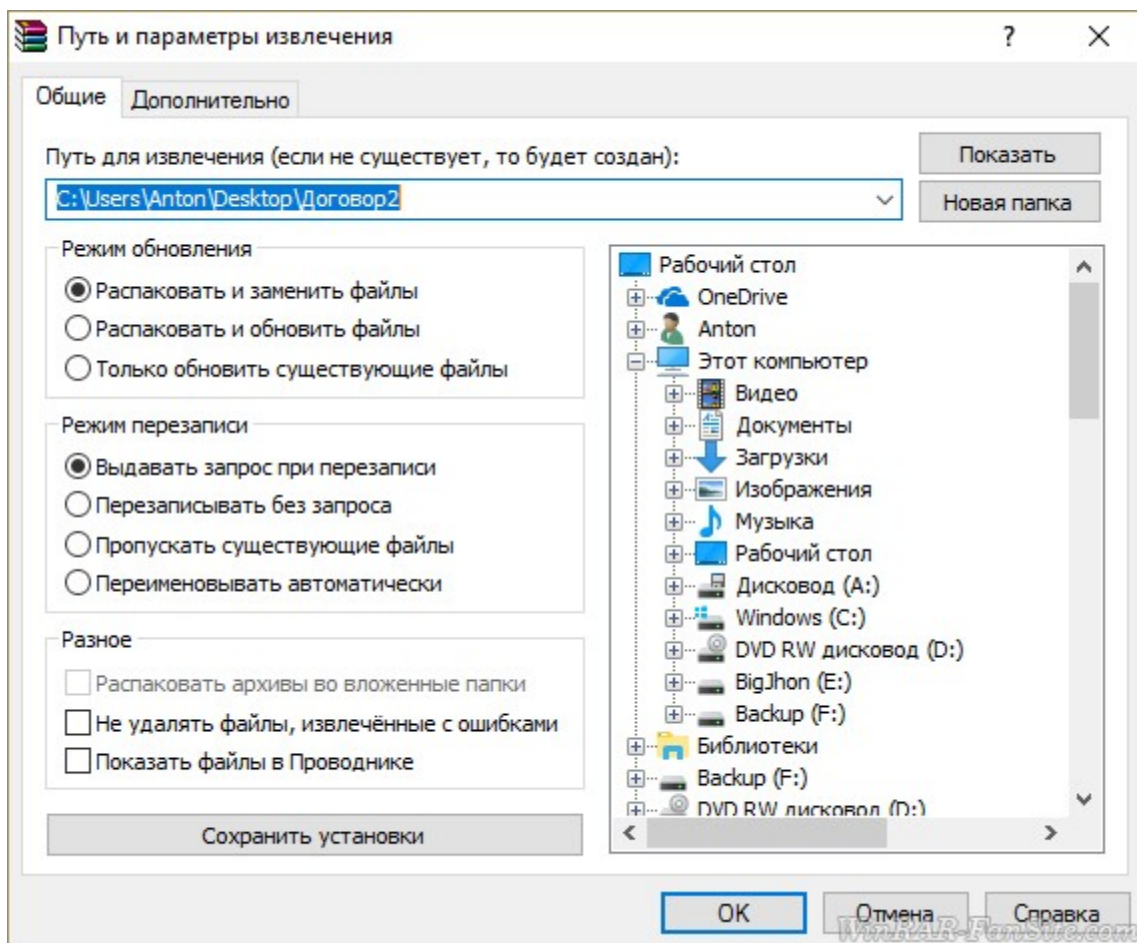 Путь и параметры извлечения
?
Общие
Дополнительно
Путь для извлечения (если не существует, то будет создан):
Показать
C:\Users\Anton\Desktop\Договор2
Новая папка
Режим обновления
Распаковать и заменить файлы
Распаковать и обновить файлы
Только обновить существующие файлы
Режим перезаписи
Выдавать запрос при перезаписи
Перезаписывать без запроса
Пропускать существующие файлы
Переименовывать автоматически
Разное
Распаковать архивы во вложенные папки
Не удалять файлы, извлечённые с ошибками
Показать файлы в Проводнике
Сохранить установки
Рабочий стол
OneDrive
Anton
Этот компьютер
Видео
Документы
Загрузки
Изображения
Музыка
Рабочий стол
Дисковод (A:)
Windows (C:)
DVD RW дисковод (D:)
BigJhon (E:)
Backup (F:)
Библиотеки
Backup (F:)
DVD RW дисковод (D:)
OK
Отмена
Справка
WinRAR-FanSite.com